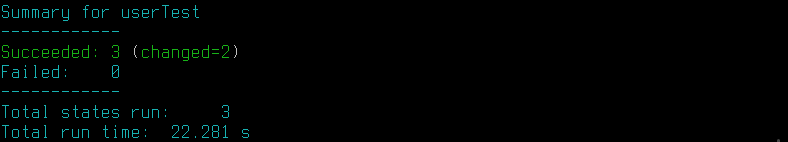 Summary for userTest
------------
Succeeded: 3 (changed=2)
Failed:    0
------------
Total states run:     3
Total run time:  22.281 s